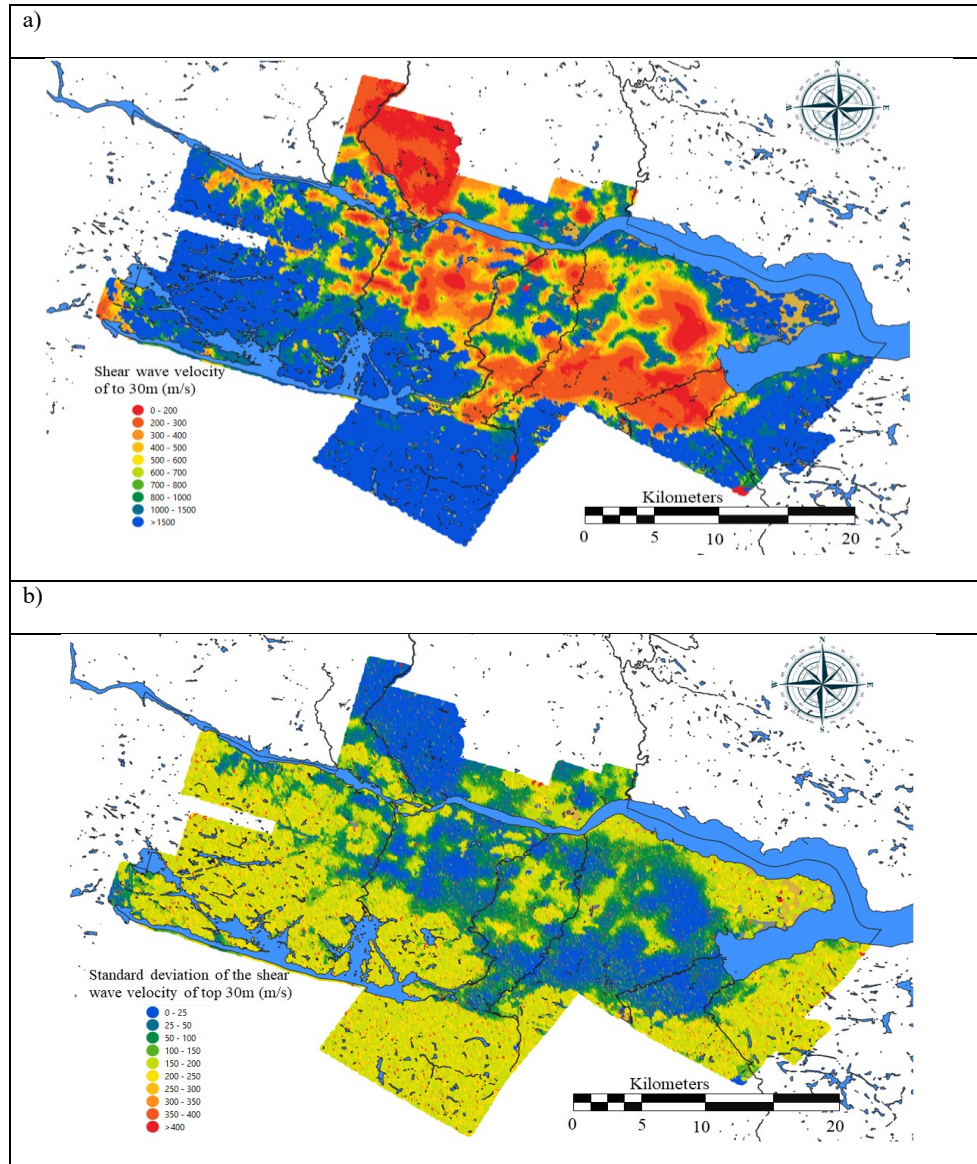 a)
N
W
E
S
Shear wave velocity
of to 30m (m/s)
0 - 200
200 - 300
300 - 400
400 - 500
500 - 600
600 - 700
700 - 800
800 - 1000
1000 - 1500
>1500
Kilometers
0 5 10 20
b)
N
W
E
S
Standard deviation of the shear
wave velocity of top 30m (m/s)
0 - 25
25 - 50
50 - 100
100 - 150
150 - 200
200 - 250
250 - 300
300 - 350
350 - 400
>400
Kilometers
0 5 10 20